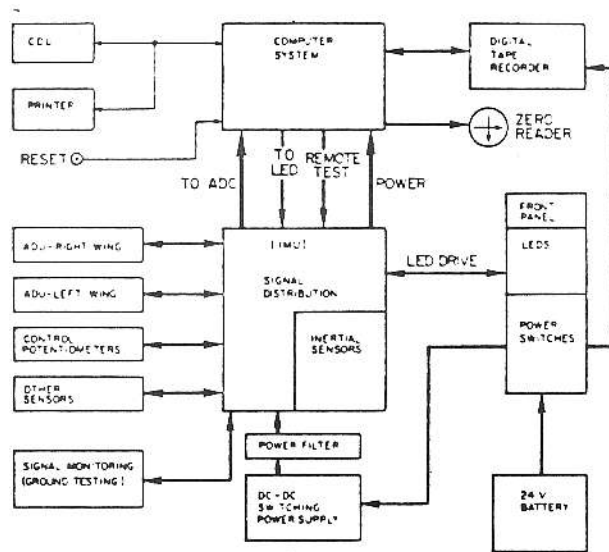 CDL
COMPUTER
SYSTEM
DIGITAL
TAPE
RECORDER
PRINTER
ZERO
READER
RESET
TO ADC
TO
LED
REMOTE
TEST
POWER
FRONT
PANEL
[IMU]
ADU-RIGHT WING
LED DRIVE
LEDS
SIGNAL
DISTRIBUTION
ADU-LEFT WING
CONTROL
POTENTIOMETERS
INERTIAL
SENSORS
POWER
SWITCHES
OTHER
SENSORS
POWER FILTER
SIGNAL MONITORING
(GROUND TESTING)
DC-DC
SWITCHING
POWER SUPPLY
24 V
BATTERY